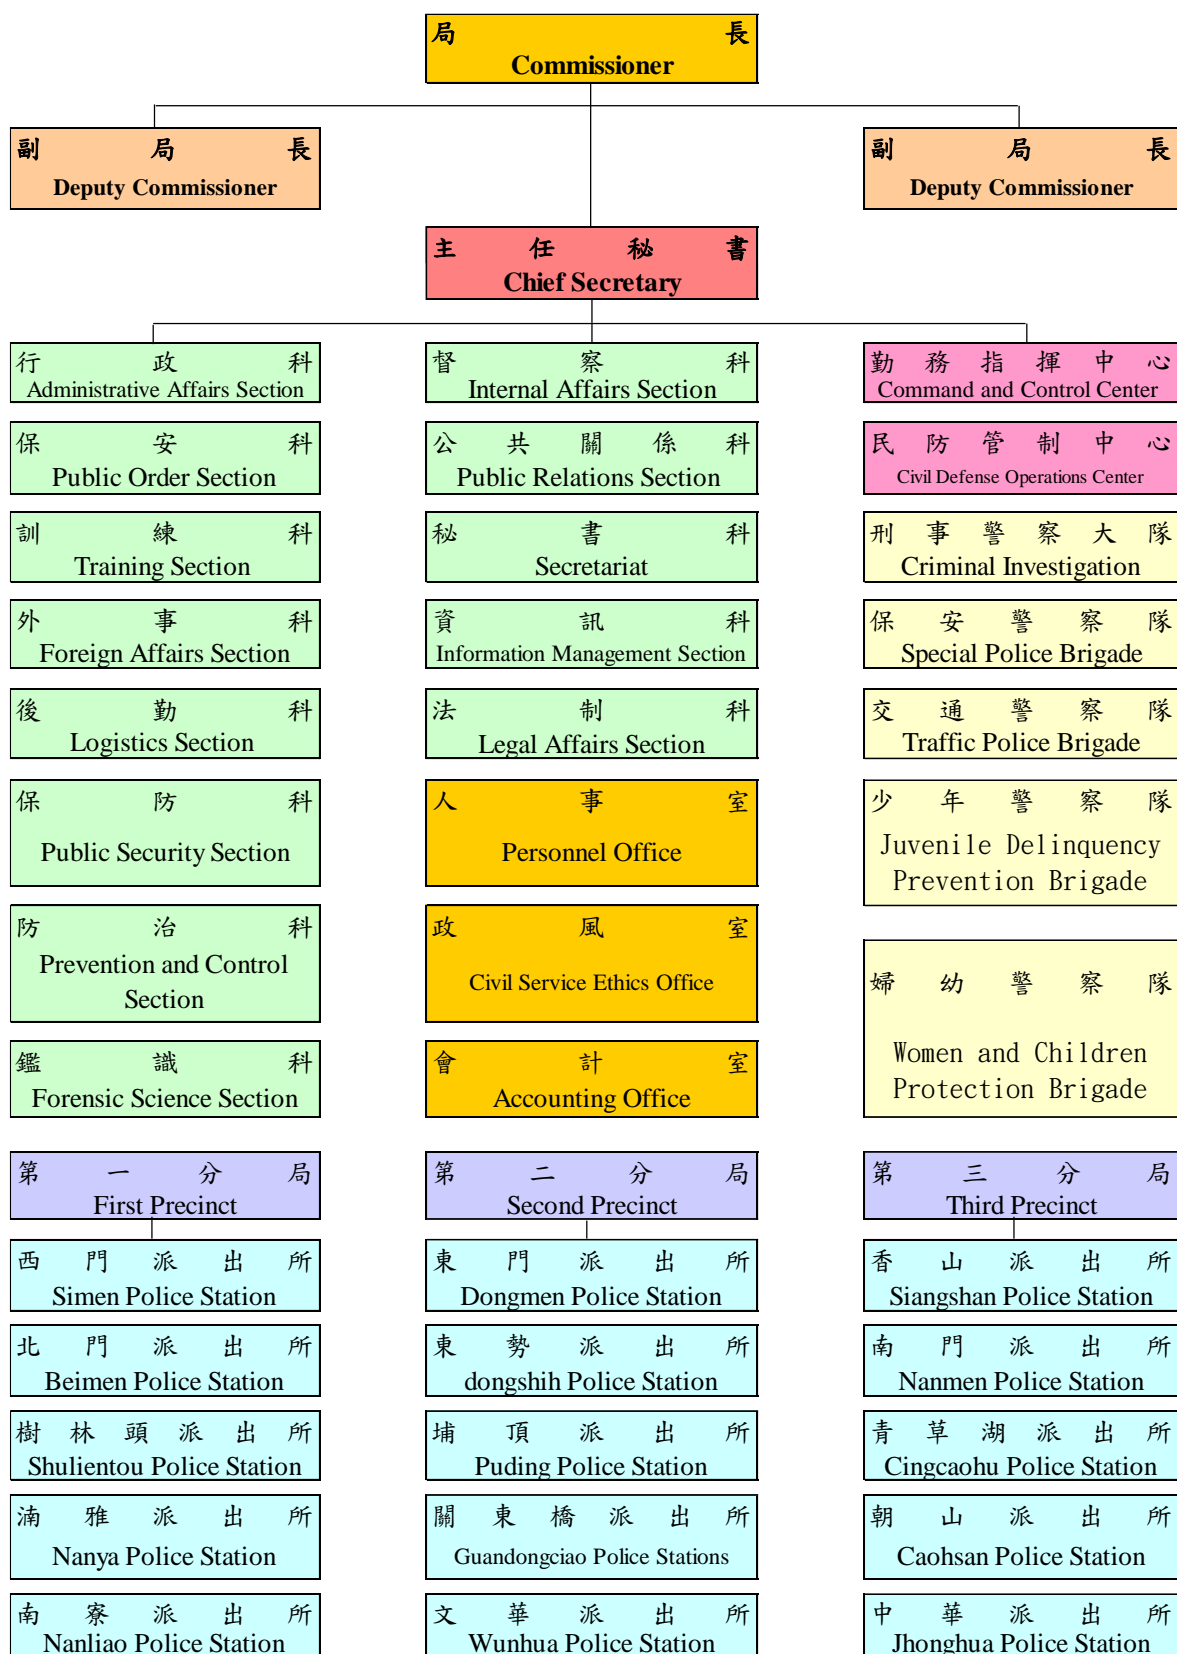 局長
Commissioner
副局長
Deputy Commissioner
副局長
Deputy Commissioner
主任秘書
Chief Secretary
行政科
Administrative Affairs Section
督察科
Internal Affairs Section
勤務指揮中心
Command and Control Center
保安科
Public Order Section
公共關係科
Public Relations Section
民防管制中心
Civil Defense Operations Center
訓練科
Training Section
秘書科
Secretariat
刑事警察大隊
Criminal Investigation
外事科
Foreign Affairs Section
資訊科
Information Management Section
保安警察隊
Special Police Brigade
後勤科
Logistics Section
法制科
Legal Affairs Section
交通警察隊
Traffic Police Brigade
保防科
Public Security Section
人事室
Personnel Office
少年警察隊
Juvenile Delinquency
Prevention Brigade
防治科
Prevention and Control
Section
政風室
Civil Service Ethics Office
婦幼警察隊
Women and Children
Protection Brigade
鑑識科
Forensic Science Section
會計室
Accounting Office
第一分局
First Precinct
第二分局
Second Precinct
第三分局
Third Precinct
西門派出所
Simen Police Station
東門派出所
Dongmen Police Station
香山派出所
Siangshan Police Station
北門派出所
Beimen Police Station
東勢派出所
dongshih Police Station
南門派出所
Nanmen Police Station
樹林頭派出所
Shulientou Police Station
埔頂派出所
Puding Police Station
青草湖派出所
Cingcaohu Police Station
湳雅派出所
Nanya Police Station
關東橋派出所
Guandongciao Police Stations
朝山派出所
Caohsan Police Station
南寮派出所
Nanliao Police Station
文華派出所
Wunhua Police Station
中華派出所
Jhonghua Police Station